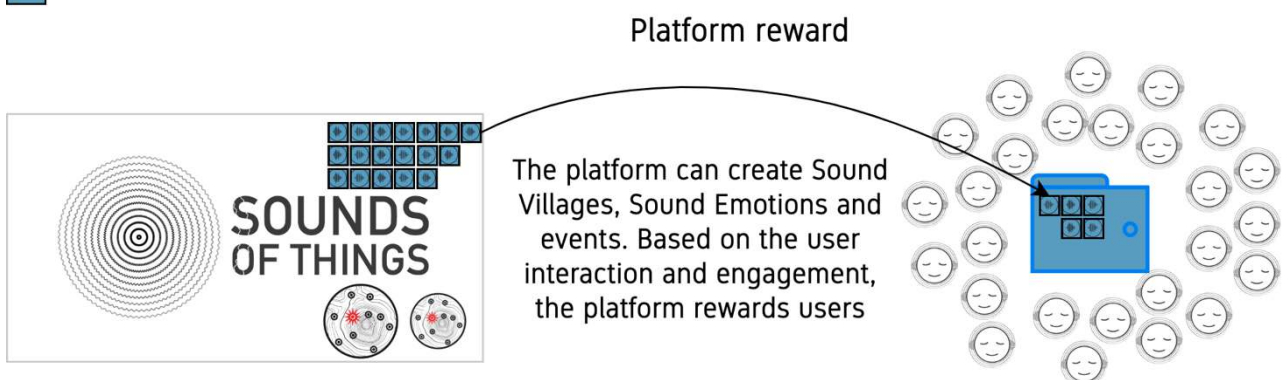 Platform reward
SOUNDS
OF THINGS
The platform can create Sound
Villages, Sound Emotions and
events. Based on the user
interaction and engagement,
the platform rewards users